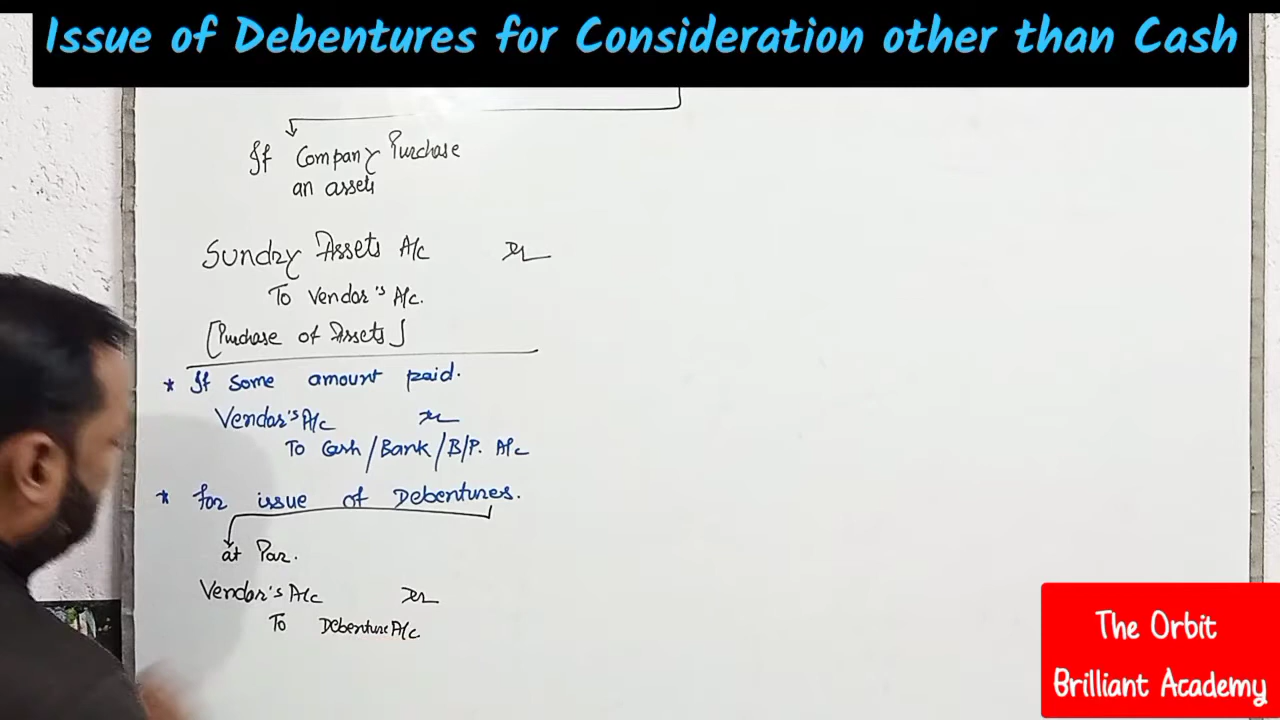 Issue of Debentures for Consideration other than Cash
If Company Purchase
an assets
Sundry Assets A/c Dr
To Vendor's A/c.
[Purchase of Assets]
* If some amount paid.
Vendor's A/c Dr
To Cash/Bank/B/P. A/c
* for issue of Debentures.
at Par.
Vendor's A/c Dr
To Debenture A/c
The Orbit
Brilliant Academy